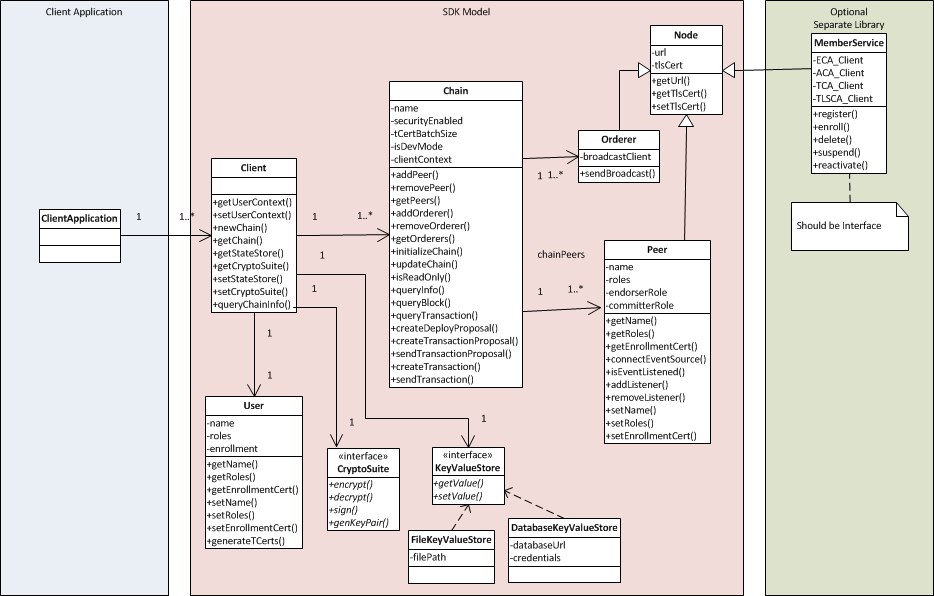 Client Application
SDK Model
Optional
Separate Library
Node
-url
-tlsCert
+getUrl()
+getTlsCert()
+setTlsCert()
MemberService
-ECA_Client
-ACA_Client
-TCA_Client
-TLSCA_Client
+register()
+enroll()
+delete()
+suspend()
+reactivate()
Should be Interface
Chain
-name
-securityEnabled
-tCertBatchSize
-isDevMode
-clientContext
+addPeer()
+removePeer()
+getPeers()
+addOrderer()
+removeOrderer()
+getOrderers()
+initializeChain()
+updateChain()
+isReadOnly()
+queryInfo()
+queryBlock()
+queryTransaction()
+createDeployProposal()
+createTransactionProposal()
+sendTransactionProposal()
+createTransaction()
+sendTransaction()
Orderer
-broadcastClient
+sendBroadcast()
1 1..*
Client
+getUserContext()
+setUserContext()
+newChain()
+getChain()
+getStateStore()
+getCryptoSuite()
+setStateStore()
+setCryptoSuite()
+queryChainInfo()
ClientApplication
1
1..*
1
1..*
1
1
chainPeers
1
1..*
Peer
-name
-roles
-endorserRole
-committerRole
+getName()
+getRoles()
+getEnrollmentCert()
+connectEventSource()
+isEventListened()
+addListener()
+removeListener()
+setName()
+setRoles()
+setEnrollmentCert()
1
1
User
-name
-roles
-enrollment
+getName()
+getRoles()
+getEnrollmentCert()
+setName()
+setRoles()
+setEnrollmentCert()
+generateTCerts()
1
«interface»
CryptoSuite
+encrypt()
+decrypt()
+sign()
+genKeyPair()
1
«interface»
KeyValueStore
+getValue()
+setValue()
FileKeyValueStore
-filePath
DatabaseKeyValueStore
-databaseUrl
-credentials